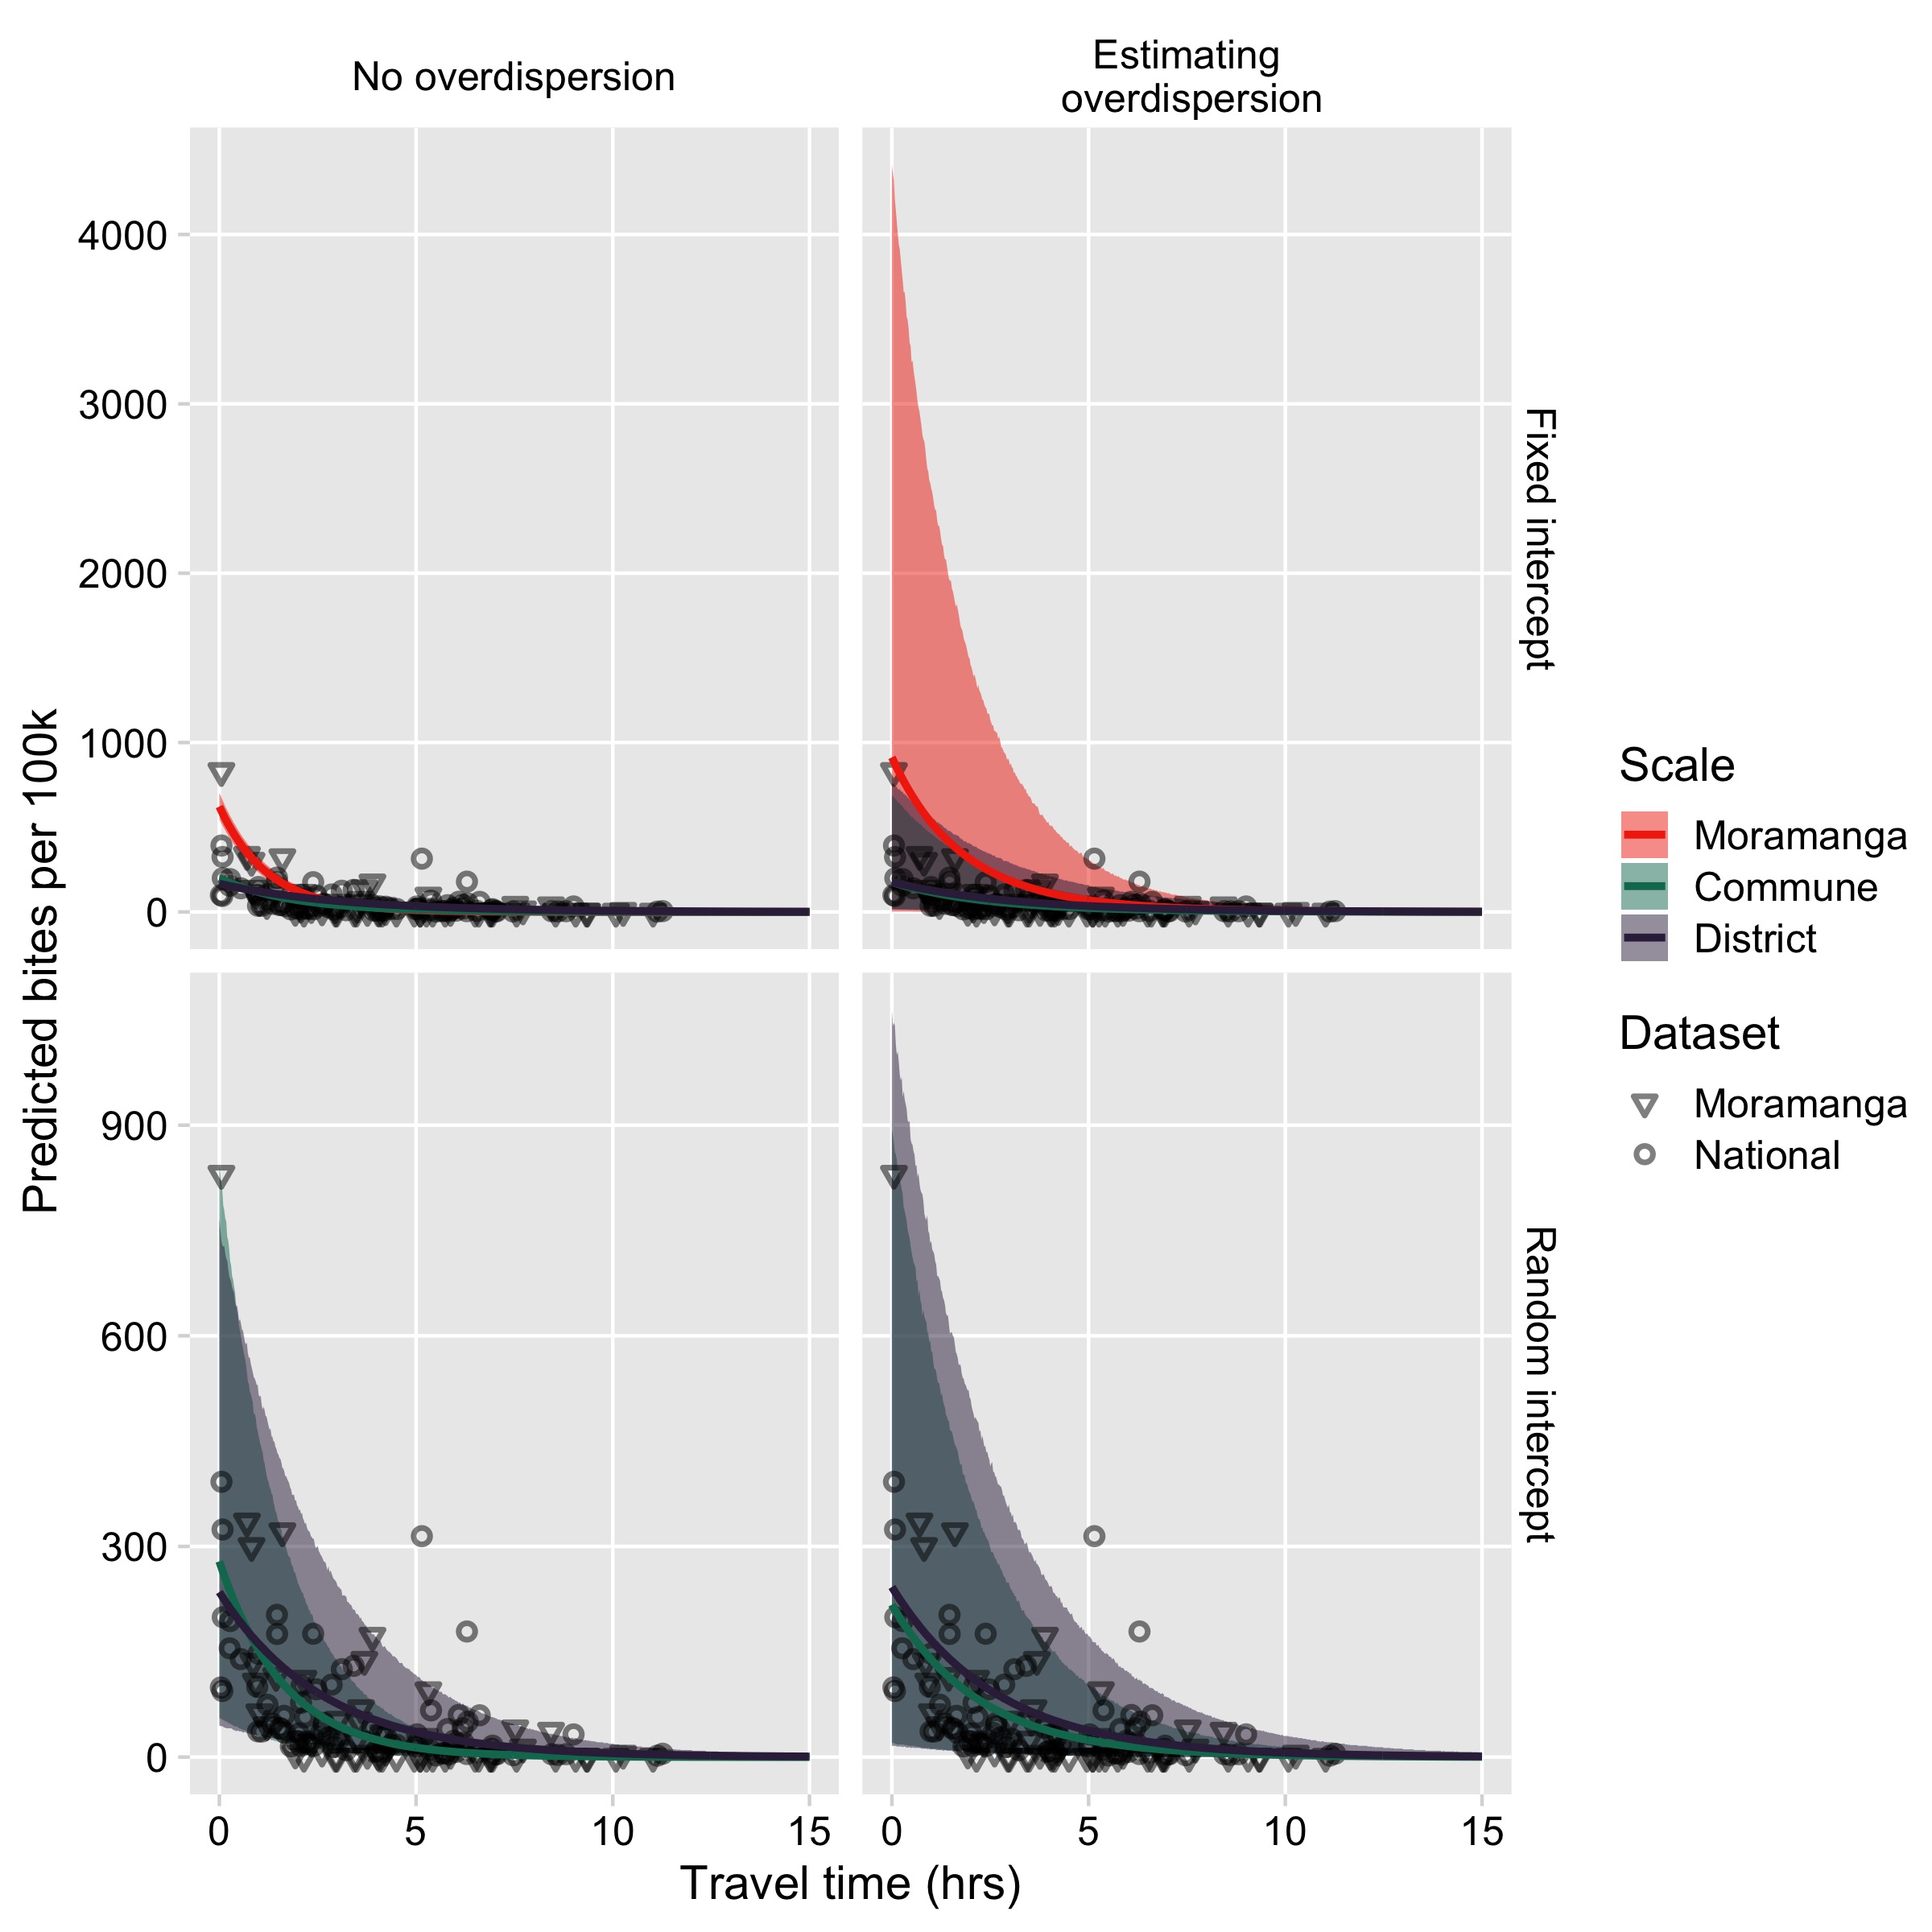 No overdispersion
Estimating
overdispersion
Predicted bites per 100k
4000
3000
2000
1000
0
Fixed intercept
900
600
300
0
Random intercept
0
5
10
15
0
5
10
15
Travel time (hrs)
Scale
Moramanga
Commune
District
Dataset
Moramanga
National